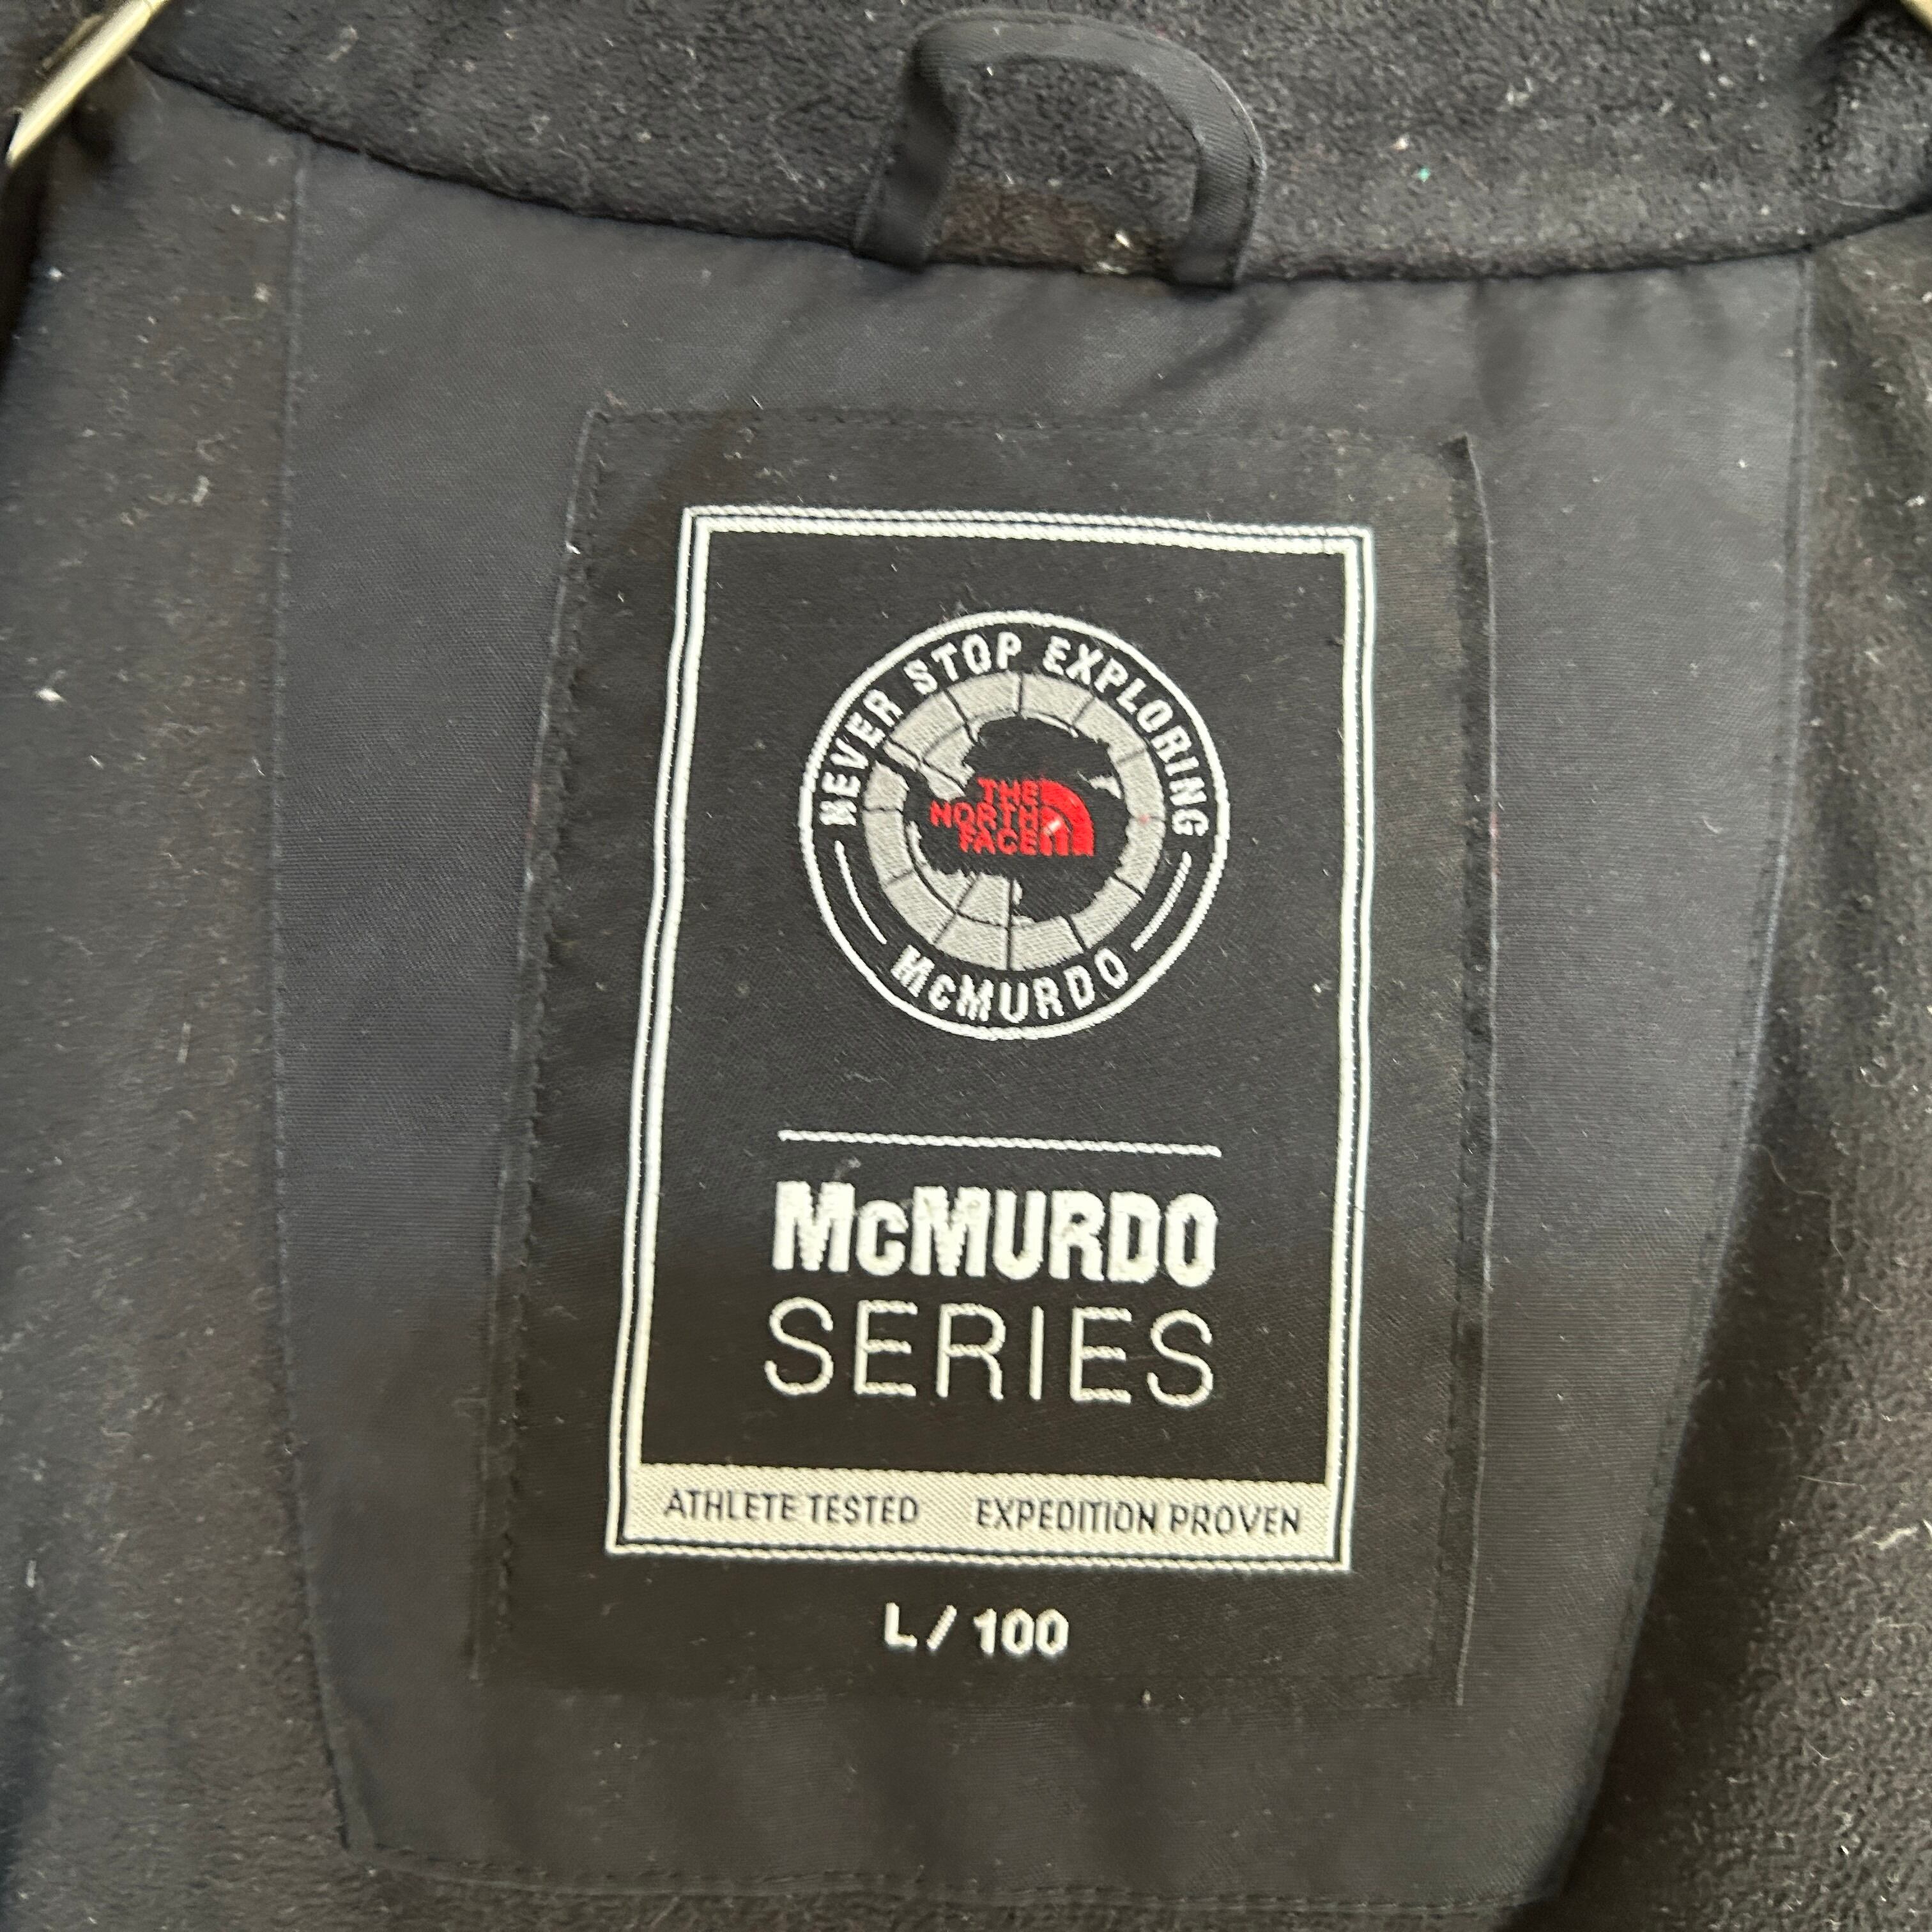 NEVER STOP EXPLORING
THE
NORTH
FACE
McMURDO
McMURDO
SERIES
ATHLETE TESTED EXPEDITION PROVEN
L / 100